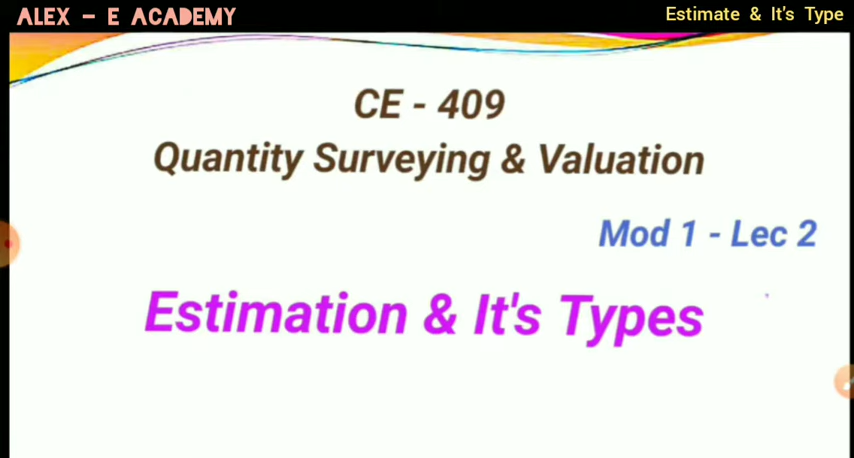 ALEX - E ACADEMY
Estimate & It's Type
CE - 409
Quantity Surveying & Valuation
Mod 1 - Lec 2
Estimation & It's Types